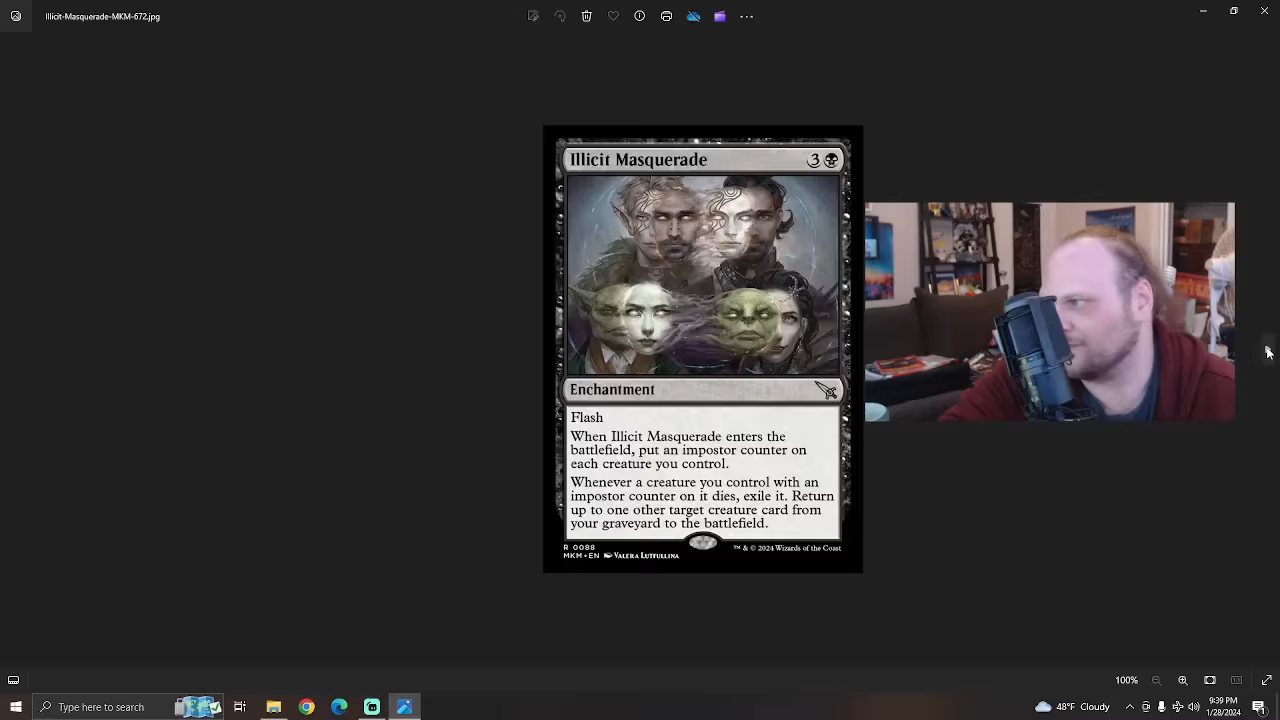 Illicit-Masquerade-MKM-672.jpg
Illicit Masquerade 3
Enchantment
Flash
When Illicit Masquerade enters the
battlefield, put an impostor counter on
each creature you control.
Whenever a creature you control with an
impostor counter on it dies, exile it. Return
up to one other target creature card from
your graveyard to the battlefield.
R 0088
MKM • EN VALERA LUTFULLINA
™ & © 2024 Wizards of the Coast
100%
Type here to search
48°F Cloudy
9:39 PM
1/28/2024